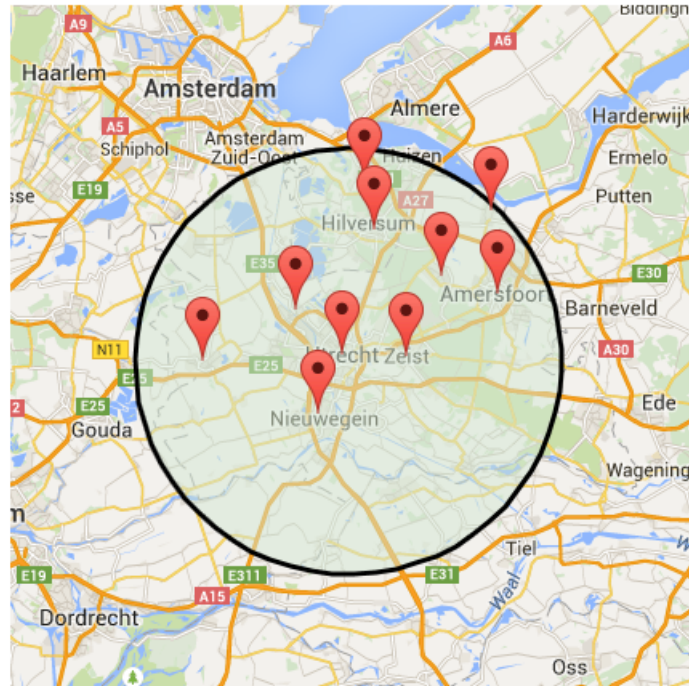 Biddingh
A9
A6
Haarlem
Amsterdam
Almere
Harderwijk
A5
Amsterdam
Zuid-Oost
Schiphol
Huizen
Ermelo
E19
sse
A27
Putten
Hilversum
E35
E30
Amersfoort
Barneveld
N11
Utrecht
Zeist
A30
E25
E25
E25
Ede
2
Nieuwegein
Gouda
Wagening
m
Tiel
E19
E311
E31
A15
Waal
W
Dordrecht
Oss